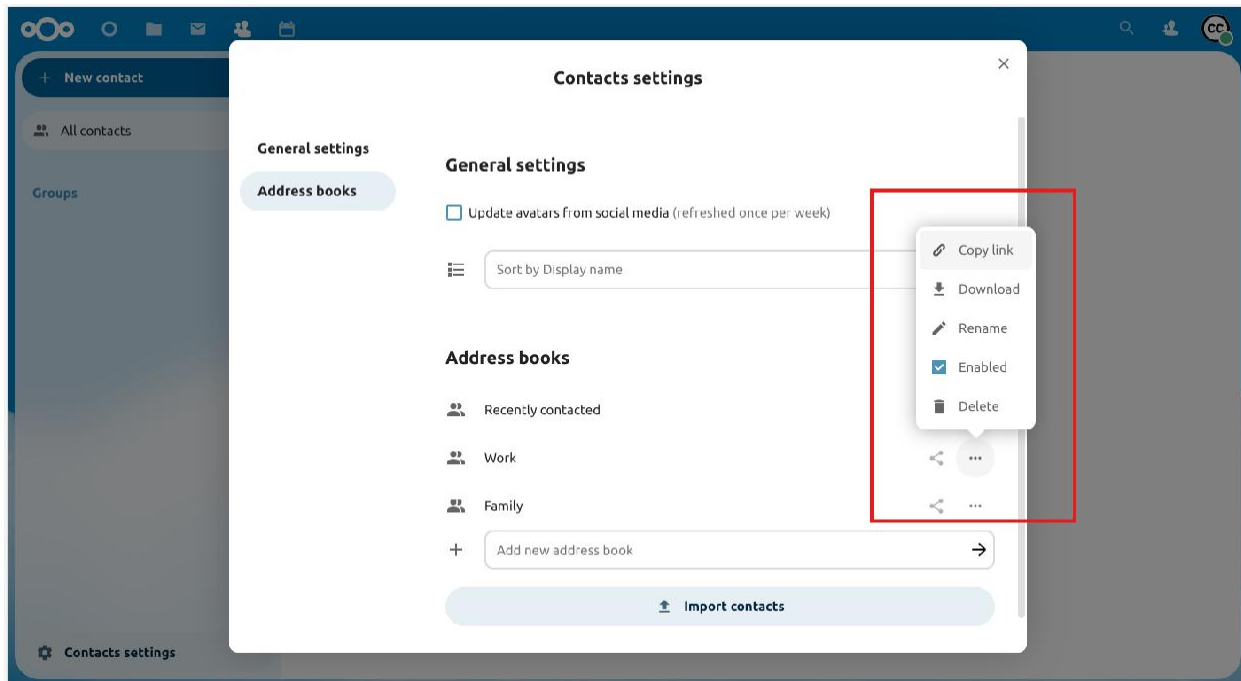 CC
New contact
All contacts
Groups
Contacts settings
Contacts settings
General settings
Address books
General settings
Update avatars from social media (refreshed once per week)
Sort by Display name
Address books
Recently contacted
Work
Family
Add new address book
Import contacts
Copy link
Download
Rename
Enabled
Delete